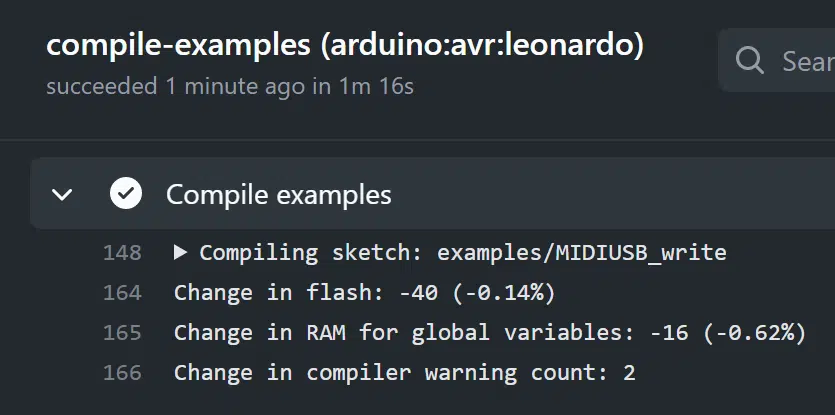 compile-examples (arduino:avr:leonardo)
succeeded 1 minute ago in 1m 16s
Sear
Compile examples
148 Compiling sketch: examples/MIDIUSB_write
164 Change in flash: -40 (-0.14%)
165 Change in RAM for global variables: -16 (-0.62%)
166 Change in compiler warning count: 2